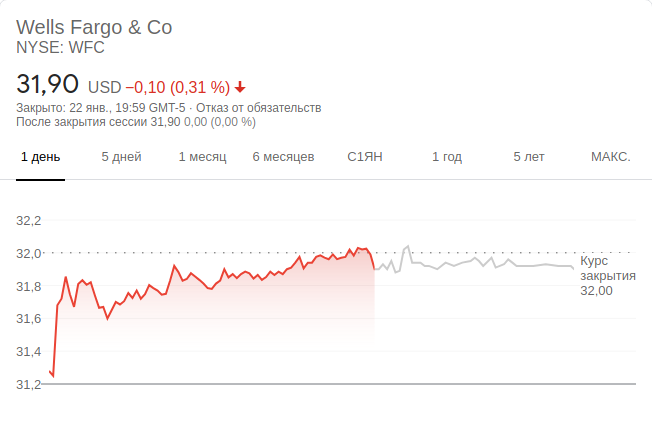 Wells Fargo & Co
NYSE: WFC
31,90 USD −0,10 (0,31 %)
Закрыто: 22 янв., 19:59 GMT-5 · Отказ от обязательств
После закрытия сессии 31,90 0,00 (0,00 %)
1 день 5 дней 1 месяц 6 месяцев С1ЯН 1 год 5 лет МАКС.
32,2
32,0
31,8
31,6
31,4
31,2
Курс
закрытия
32,00